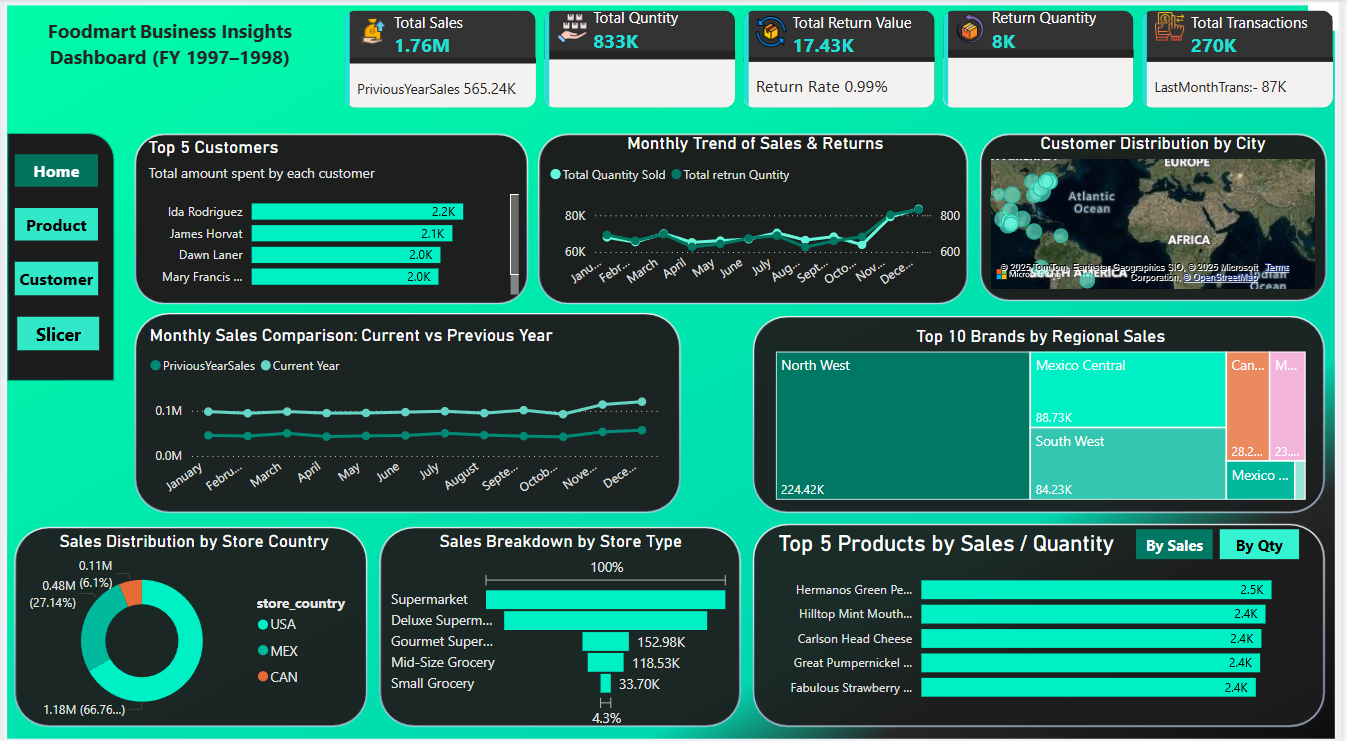 Foodmart Business Insights
Dashboard (FY 1997–1998)
Total Sales
1.76M
PriviousYearSales 565.24K
Total Quntity
833K
Total Return Value
17.43K
Return Rate 0.99%
Return Quantity
8K
Total Transactions
270K
LastMonthTrans:- 87K
Home
Product
Customer
Slicer
Top 5 Customers
Total amount spent by each customer
Ida Rodriguez 2.2K
James Horvat 2.1K
Dawn Laner 2.0K
Mary Francis ... 2.0K
Monthly Trend of Sales & Returns
Total Quantity Sold Total retrun Quntity
80K 800
60K 600
Janu... Febr... March April May June July Aug... Sept... Octo... Nov... Dece...
Customer Distribution by City
EUROPE
Atlantic
Ocean
AFRICA
SOUTH AMERICA
Indian
Ocean
© 2025 TomTom, Earthstar Geographics SIO, © 2025 Microsoft Terms
Microsoft
Corporation, © OpenStreetMap
Monthly Sales Comparison: Current vs Previous Year
PriviousYearSales Current Year
0.1M
0.0M
January Febru... March April May June July August Septe... Octob... Nove... Dece...
Top 10 Brands by Regional Sales
North West
224.42K
Mexico Central
88.73K
South West
84.23K
Can...
28.2...
M...
23....
Mexico ...
Sales Distribution by Store Country
0.11M
(6.1%)
0.48M
(27.14%)
1.18M (66.76...)
store_country
USA
MEX
CAN
Sales Breakdown by Store Type
100%
Supermarket
Deluxe Superm...
Gourmet Super... 152.98K
Mid-Size Grocery 118.53K
Small Grocery 33.70K
4.3%
Top 5 Products by Sales / Quantity
By Sales
By Qty
Hermanos Green Pe... 2.5K
Hilltop Mint Mouth... 2.4K
Carlson Head Cheese 2.4K
Great Pumpernickel ... 2.4K
Fabulous Strawberry ... 2.4K